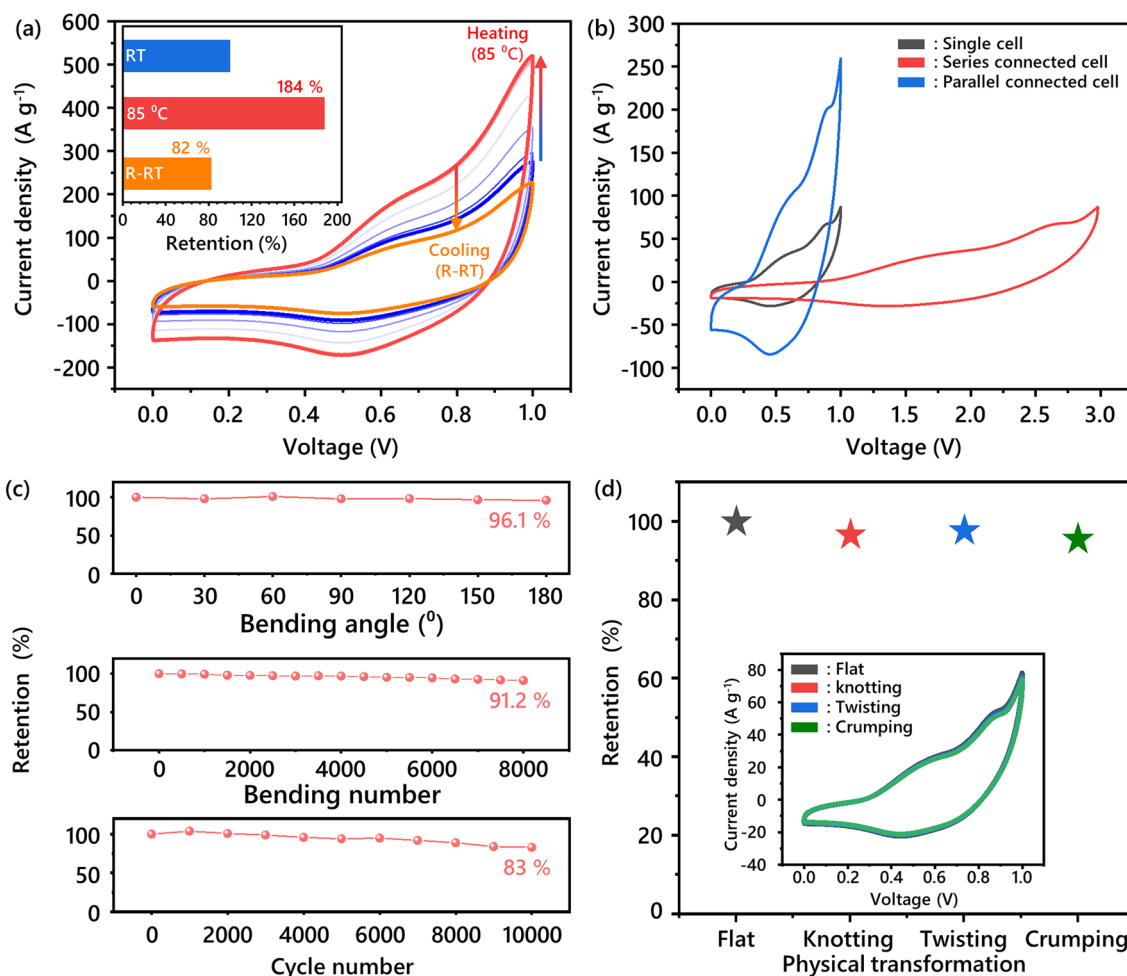 (a)
600
500
400
300
200
100
0
-100
-200
Current density (A g⁻¹)
0.0 0.2 0.4 0.6 0.8 1.0
Voltage (V)
Heating
(85 ⁰C)
Cooling
(R-RT)
RT
184 %
85 ⁰C
82 %
R-RT
0 40 80 120 160 200
Retention (%)
(b)
300
250
200
150
100
50
0
-50
-100
Current density (A g⁻¹)
: Single cell
: Series connected cell
: Parallel connected cell
0.0 0.5 1.0 1.5 2.0 2.5 3.0
Voltage (V)
(c)
Retention (%)
100
50
0
96.1 %
0 30 60 90 120 150 180
Bending angle (⁰)
100
50
0
91.2 %
0 2000 4000 6000 8000
Bending number
100
50
0
83 %
0 2000 4000 6000 8000 10000
Cycle number
(d)
100
80
60
40
20
0
Retention (%)
80
60
40
20
0
-20
-40
Current density (A g⁻¹)
: Flat
: knotting
: Twisting
: Crumping
0.0 0.2 0.4 0.6 0.8 1.0
Voltage (V)
Flat Knotting Twisting Crumping
Physical transformation